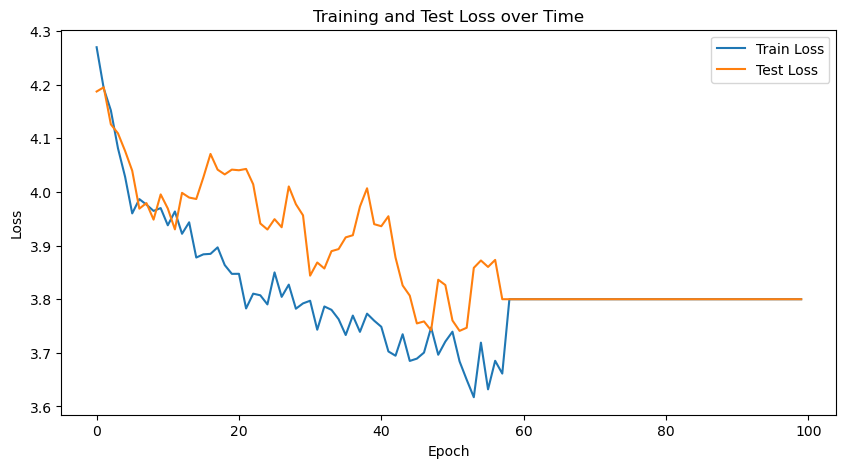 Training and Test Loss over Time
4.3
4.2
4.1
4.0
3.9
3.8
3.7
3.6
Loss
Train Loss
Test Loss
0 20 40 60 80 100
Epoch